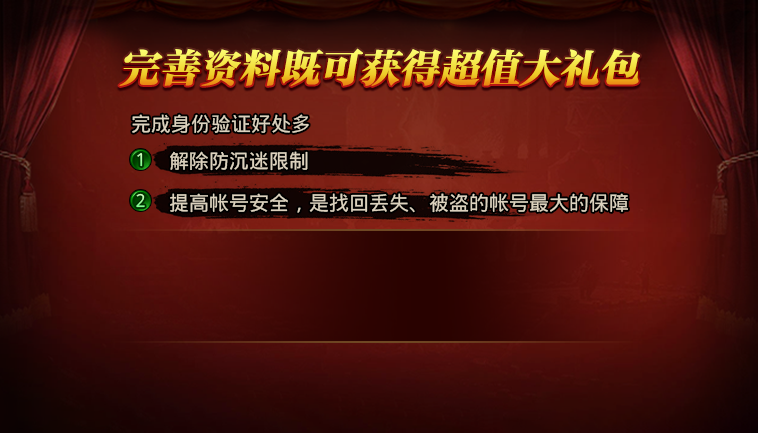 完善资料既可获得超值大礼包
完成身份验证好处多
1 解除防沉迷限制
2 提高帐号安全，是找回丢失、被盗的帐号最大的保障